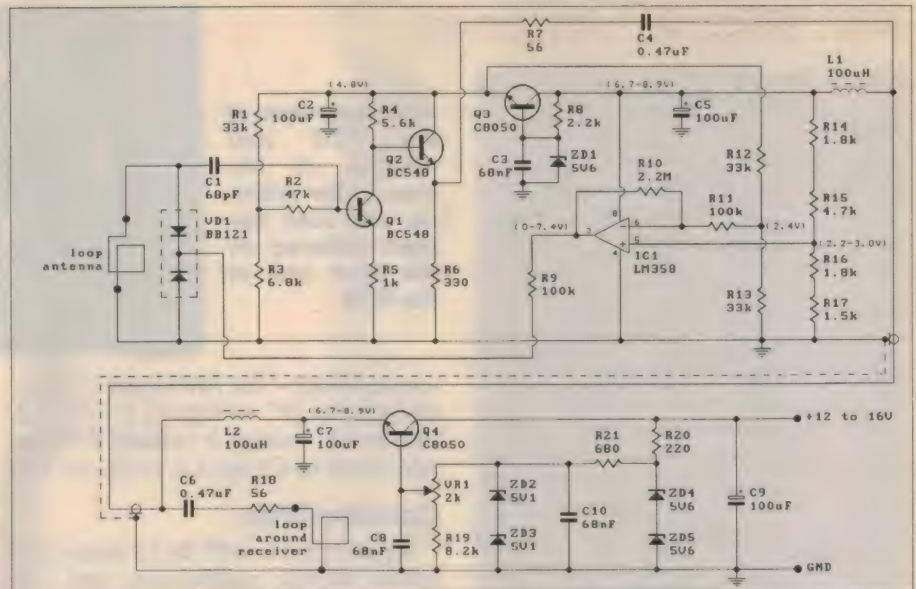 R7
56
C4
0.47uF
L1
100uH
(4.8V)
(6.7-8.9V)
R1
33k
C2
100uF
R4
5.6k
Q2
BC548
Q3
C8050
R8
2.2k
C5
100uF
R12
33k
R14
1.8k
C1
68pF
R2
47k
C3
68nF
ZD1
5V6
R10
2.2M
R11
100k
R15
4.7k
VD1
BB121
Q1
BC548
(0-7.4V)
7
8
6
5
4
(2.4V)
(2.2-3.0V)
IC1
LM358
loop
antenna
R3
6.8k
R5
1k
R6
330
R9
100k
R13
33k
R16
1.8k
R17
1.5k
L2
100uH
(6.7-8.9V)
C7
100uF
Q4
C8050
+12 to 16V
R21
680
R20
220
C6
0.47uF
R18
56
VR1
2k
ZD2
5V1
C10
68nF
ZD4
5V6
C9
100uF
loop
around
receiver
C8
68nF
R19
8.2k
ZD3
5V1
ZD5
5V6
GND